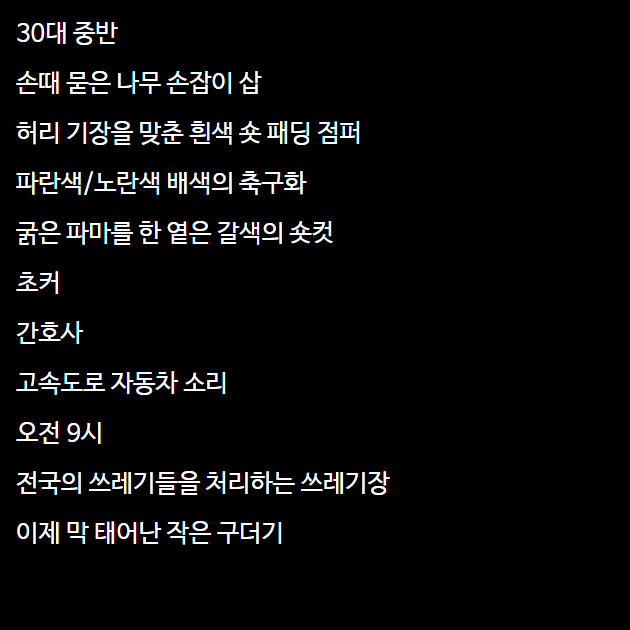 30대 중반
손때 묻은 나무 손잡이 삽
허리 기장을 맞춘 흰색 숏 패딩 점퍼
파란색/노란색 배색의 축구화
굵은 파마를 한 옅은 갈색의 숏컷
초커
간호사
고속도로 자동차 소리
오전 9시
전국의 쓰레기들을 처리하는 쓰레기장
이제 막 태어난 작은 구더기